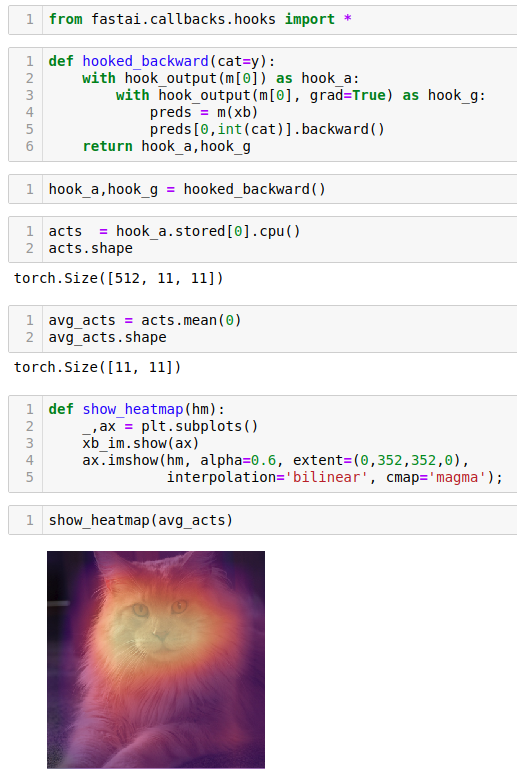 1 from fastai.callbacks.hooks import *
1 def hooked_backward(cat=y):
2     with hook_output(m[0]) as hook_a:
3         with hook_output(m[0], grad=True) as hook_g:
4             preds = m(xb)
5             preds[0,int(cat)].backward()
6     return hook_a,hook_g
1 hook_a,hook_g = hooked_backward()
1 acts  = hook_a.stored[0].cpu()
2 acts.shape
torch.Size([512, 11, 11])
1 avg_acts = acts.mean(0)
2 avg_acts.shape
torch.Size([11, 11])
1 def show_heatmap(hm):
2     _,ax = plt.subplots()
3     xb_im.show(ax)
4     ax.imshow(hm, alpha=0.6, extent=(0,352,352,0),
5               interpolation='bilinear', cmap='magma');
1 show_heatmap(avg_acts)